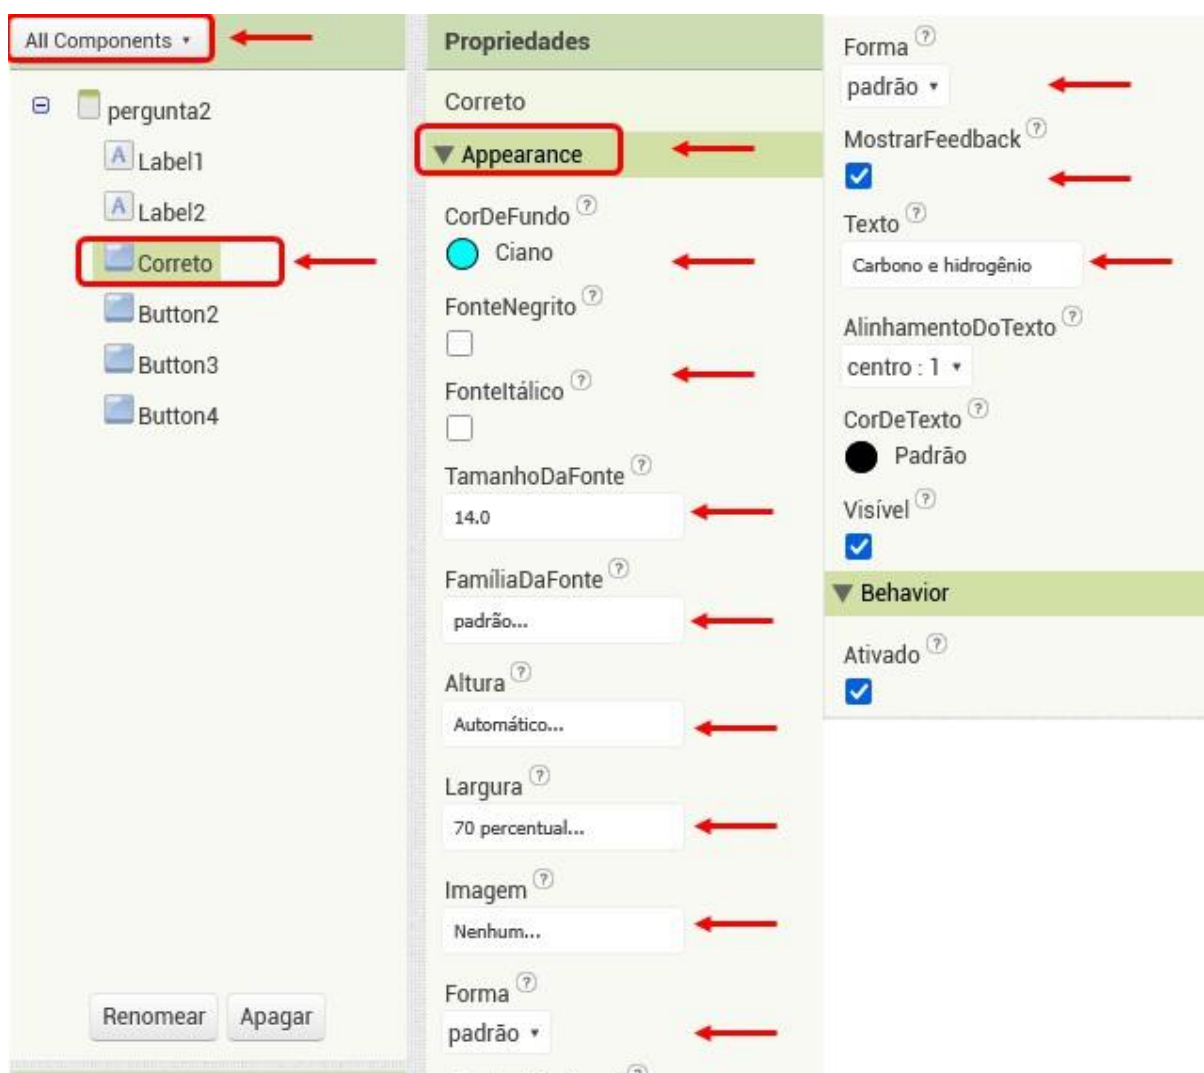 All Components
pergunta2
A Label1
A Label2
Correto
Button2
Button3
Button4
Renomear Apagar
Propriedades
Correto
Appearance
CorDeFundo ?
Ciano
FonteNegrito ?
FonteItálico ?
TamanhoDaFonte ?
14.0
FamíliaDaFonte ?
padrão...
Altura ?
Automático...
Largura ?
70 percentual...
Imagem ?
Nenhum...
Forma ?
padrão
Forma ?
padrão
MostrarFeedback ?
Texto ?
Carbono e hidrogênio
AlinhamentoDoTexto ?
centro : 1
CorDeTexto ?
Padrão
Visível ?
Behavior
Ativado ?